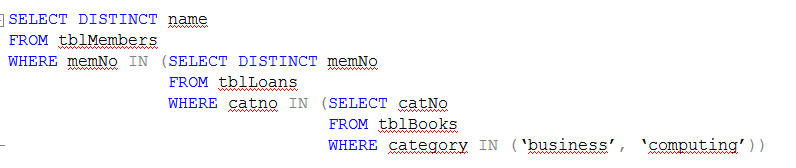 SELECT DISTINCT name
FROM tblMembers
WHERE memNo IN (SELECT DISTINCT memNo
FROM tblLoans
WHERE catno IN (SELECT catNo
FROM tblBooks
WHERE category IN (‘business’, ‘computing’))